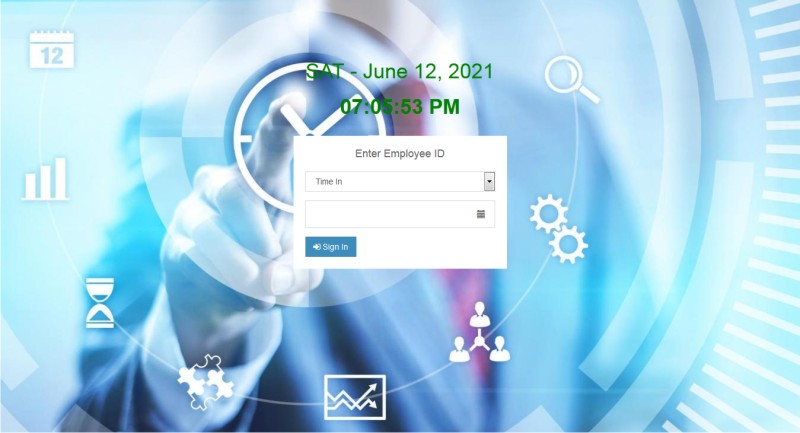 12
SAT - June 12, 2021
07:05:53 PM
Enter Employee ID
Time In
Sign In